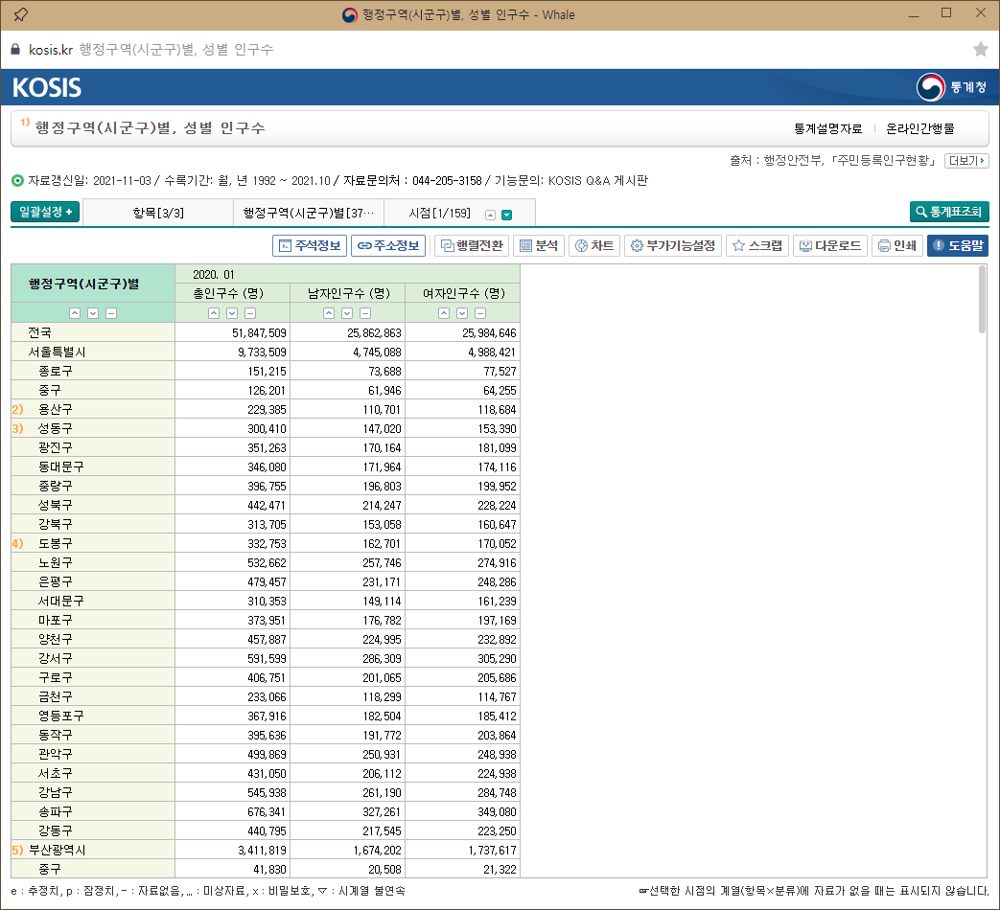 행정구역(시군구)별, 성별 인구수 - Whale
kosis.kr 행정구역(시군구)별, 성별 인구수
KOSIS
통계청
1) 행정구역(시군구)별, 성별 인구수
통계설명자료 | 온라인간행물
출처 : 행정안전부, 「주민등록인구현황」 더보기
자료갱신일: 2021-11-03 / 수록기간: 월, 년 1992 ~ 2021.10 / 자료문의처 : 044-205-3158 / 기능문의: KOSIS Q&A 게시판
일괄설정 + 항목[3/3] 행정구역(시군구)별[37··· 시점[1/159] 통계표조회
주석정보 주소정보 행렬전환 분석 차트 부가기능설정 스크랩 다운로드 인쇄 도움말
행정구역(시군구)별 2020. 01
총인구수 (명) 남자인구수 (명) 여자인구수 (명)
전국 51,847,509 25,862,863 25,984,646
서울특별시 9,733,509 4,745,088 4,988,421
종로구 151,215 73,688 77,527
중구 126,201 61,946 64,255
2) 용산구 229,385 110,701 118,684
3) 성동구 300,410 147,020 153,390
광진구 351,263 170,164 181,099
동대문구 346,080 171,964 174,116
중랑구 396,755 196,803 199,952
성북구 442,471 214,247 228,224
강북구 313,705 153,058 160,647
4) 도봉구 332,753 162,701 170,052
노원구 532,662 257,746 274,916
은평구 479,457 231,171 248,286
서대문구 310,353 149,114 161,239
마포구 373,951 176,782 197,169
양천구 457,887 224,995 232,892
강서구 591,599 286,309 305,290
구로구 406,751 201,065 205,686
금천구 233,066 118,299 114,767
영등포구 367,916 182,504 185,412
동작구 395,636 191,772 203,864
관악구 499,869 250,931 248,938
서초구 431,050 206,112 224,938
강남구 545,938 261,190 284,748
송파구 676,341 327,261 349,080
강동구 440,795 217,545 223,250
5) 부산광역시 3,411,819 1,674,202 1,737,617
중구 41,830 20,508 21,322
e : 추정치, p : 잠정치, - : 자료없음, ... : 미상자료, x : 비밀보호, ▽ : 시계열 불연속
☞선택한 시점의 계열(항목×분류)에 자료가 없을 때는 표시되지 않습니다.